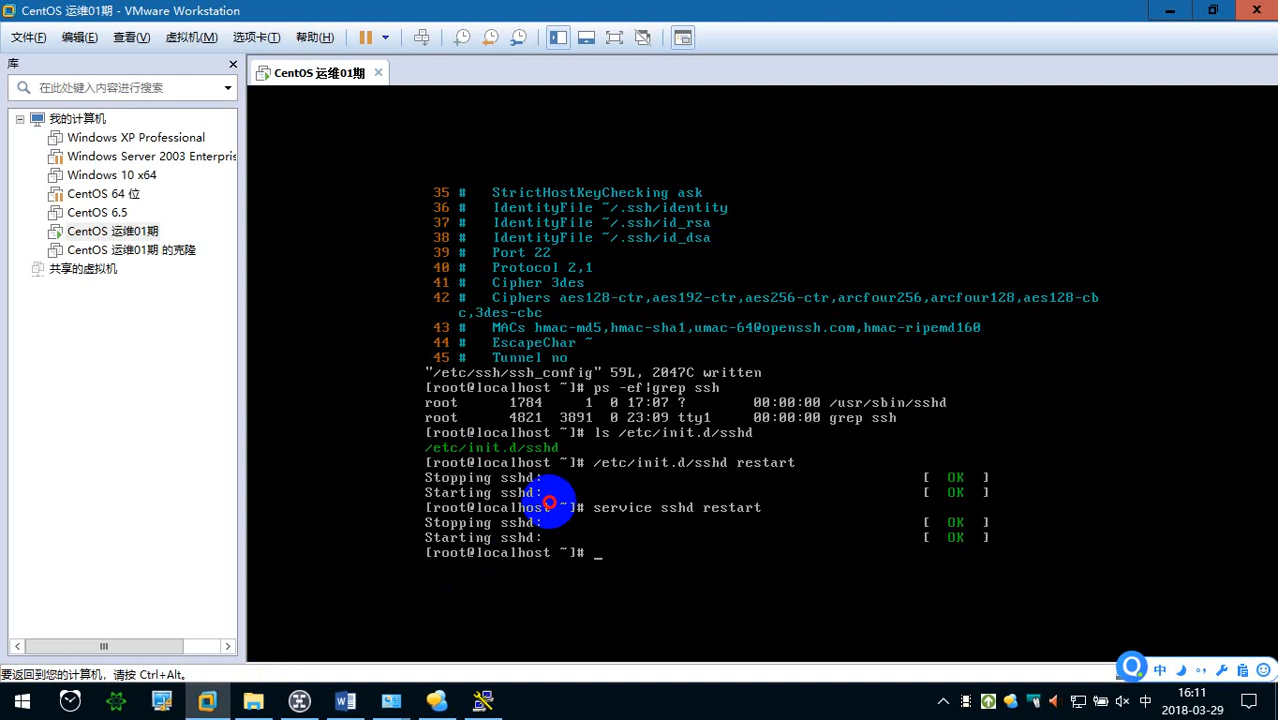 CentOS 运维01期 - VMware Workstation
文件(F) 编辑(E) 查看(V) 虚拟机(M) 选项卡(T) 帮助(H)
库
在此处键入内容进行搜索
我的计算机
Windows XP Professional
Windows Server 2003 Enterpris
Windows 10 x64
CentOS 64 位
CentOS 6.5
CentOS 运维01期
CentOS 运维01期 的克隆
共享的虚拟机
CentOS 运维01期
35 #   StrictHostKeyChecking ask
36 #   IdentityFile ~/.ssh/identity
37 #   IdentityFile ~/.ssh/id_rsa
38 #   IdentityFile ~/.ssh/id_dsa
39 #   Port 22
40 #   Protocol 2,1
41 #   Cipher 3des
42 #   Ciphers aes128-ctr,aes192-ctr,aes256-ctr,arcfour256,arcfour128,aes128-cb
c,3des-cbc
43 #   MACs hmac-md5,hmac-sha1,umac-64@openssh.com,hmac-ripemd160
44 #   EscapeChar ~
45 #   Tunnel no
"/etc/ssh/ssh_config" 59L, 2047C written
[root@localhost ~]# ps -ef|grep ssh
root      1784     1  0 17:07 ?        00:00:00 /usr/sbin/sshd
root      4821  3891  0 23:09 tty1     00:00:00 grep ssh
[root@localhost ~]# ls /etc/init.d/sshd
/etc/init.d/sshd
[root@localhost ~]# /etc/init.d/sshd restart
Stopping sshd:                                             [  OK  ]
Starting sshd:                                             [  OK  ]
[root@localhost ~]# service sshd restart
Stopping sshd:                                             [  OK  ]
Starting sshd:                                             [  OK  ]
[root@localhost ~]# _
要返回到您的计算机，请按 Ctrl+Alt。
中
中
16:11
2018-03-29